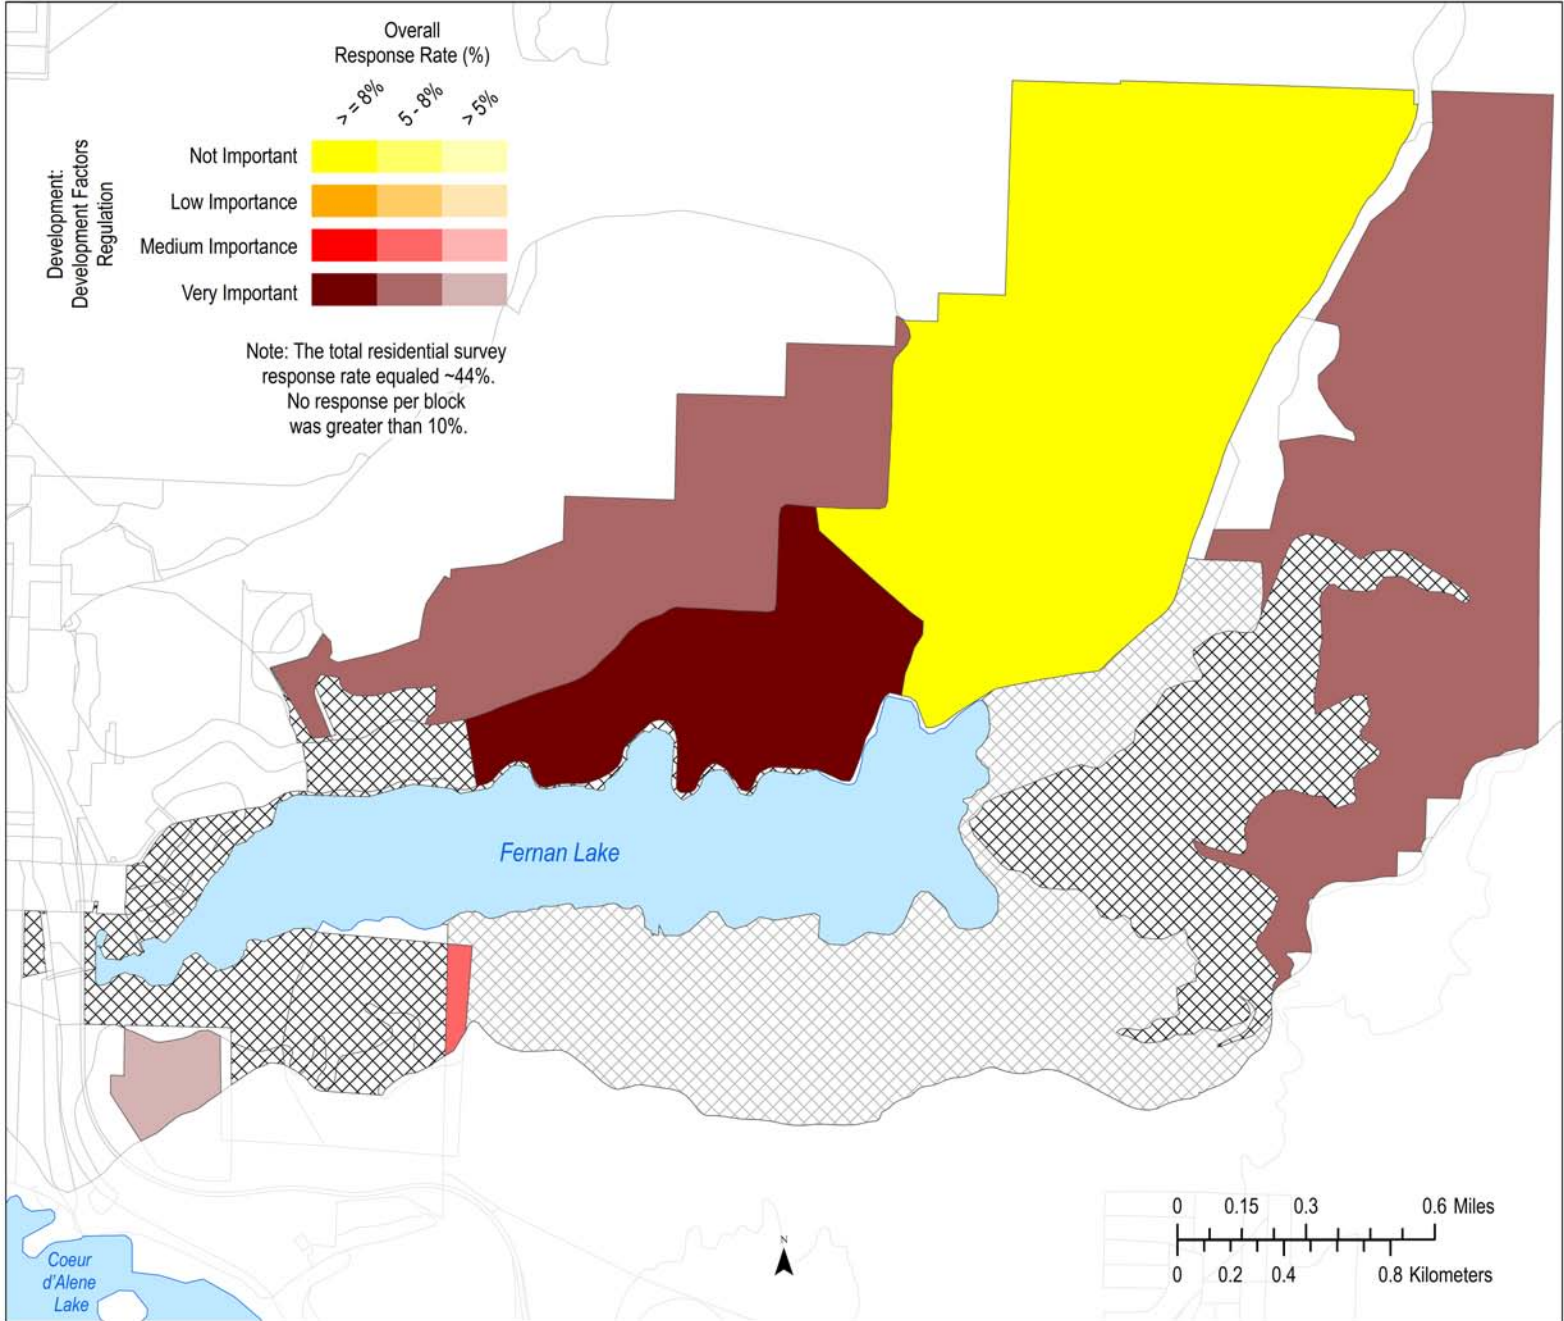 Overall
Response Rate (%)
> = 8%
5 - 8%
> 5%
Development:
Development Factors
Regulation
Not Important
Low Importance
Medium Importance
Very Important
Note: The total residential survey
response rate equaled ~44%.
No response per block
was greater than 10%.
Fernan Lake
Coeur
d'Alene
Lake
N
0 0.15 0.3 0.6 Miles
0 0.2 0.4 0.8 Kilometers